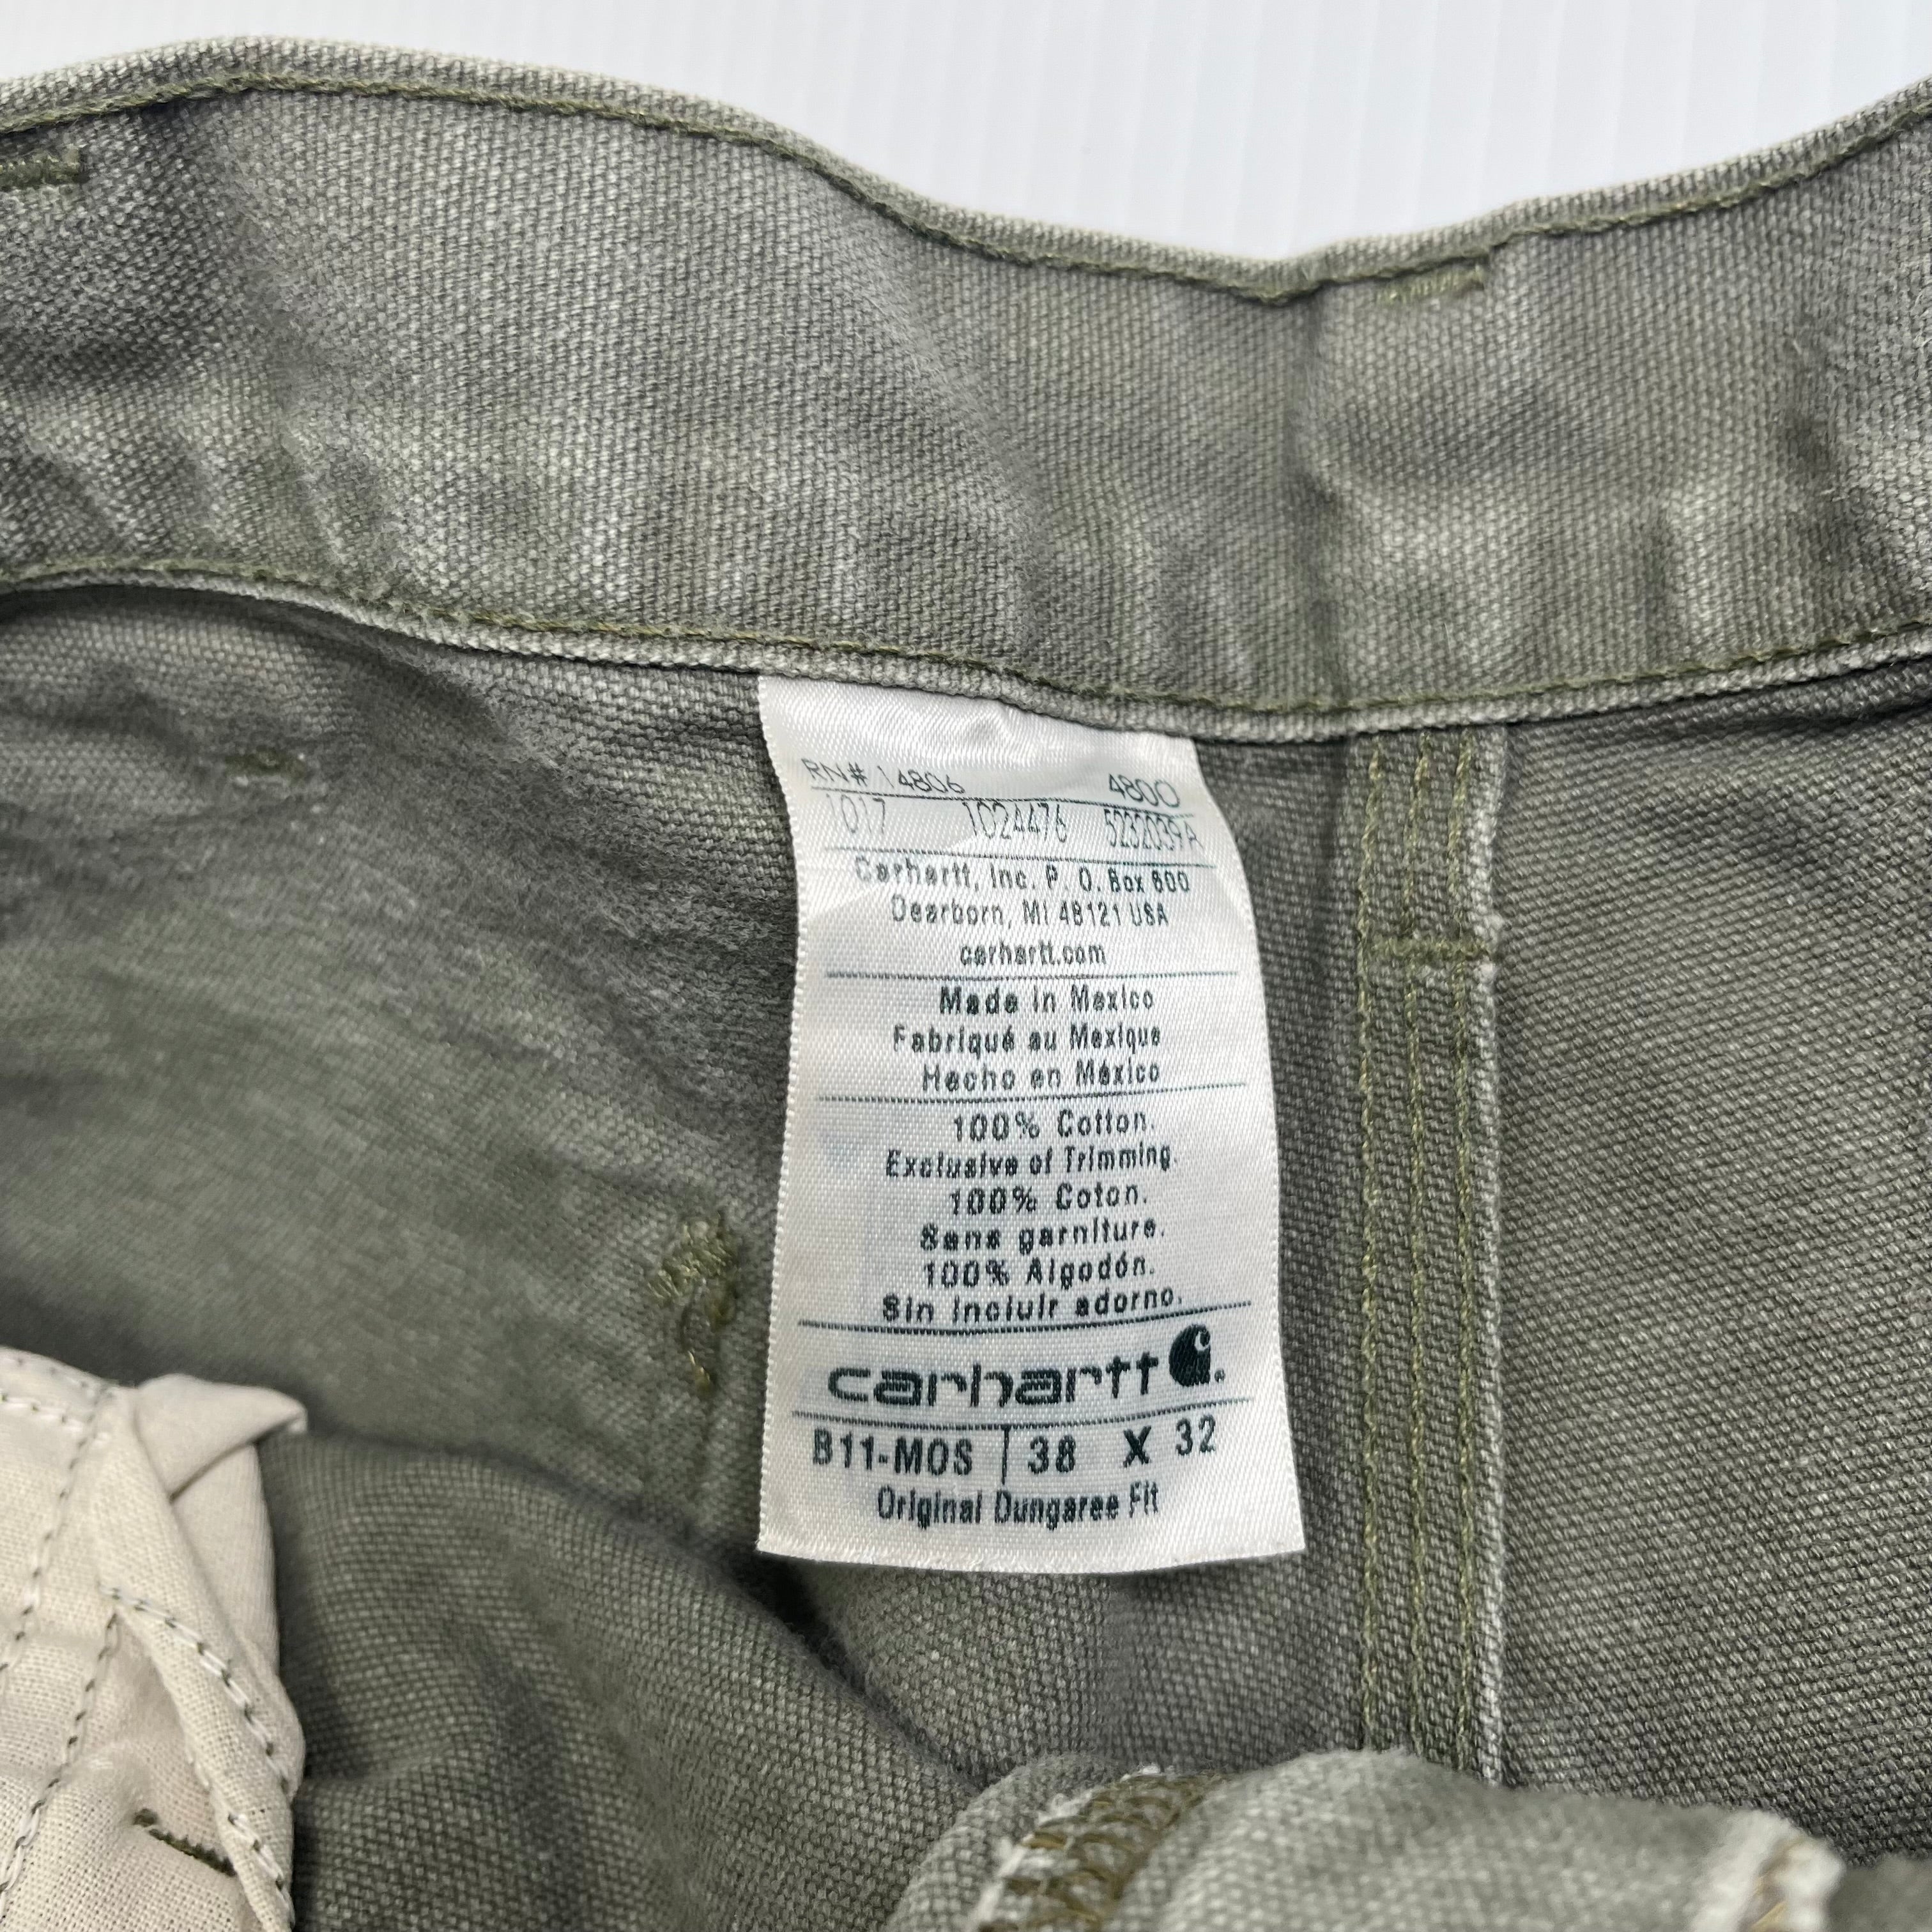 RN# 14806 4800
1017 1024476 5232039A
Carhartt, Inc. P. O. Box 600
Dearborn, MI 48121 USA
carhartt.com
Made in Mexico
Fabriqué au Mexique
Hecho en México
100% Cotton.
Exclusive of Trimming.
100% Coton.
Sans garniture.
100% Algodón.
Sin incluir adorno.
carhartt
B11-MOS 38 X 32
Original Dungaree Fit